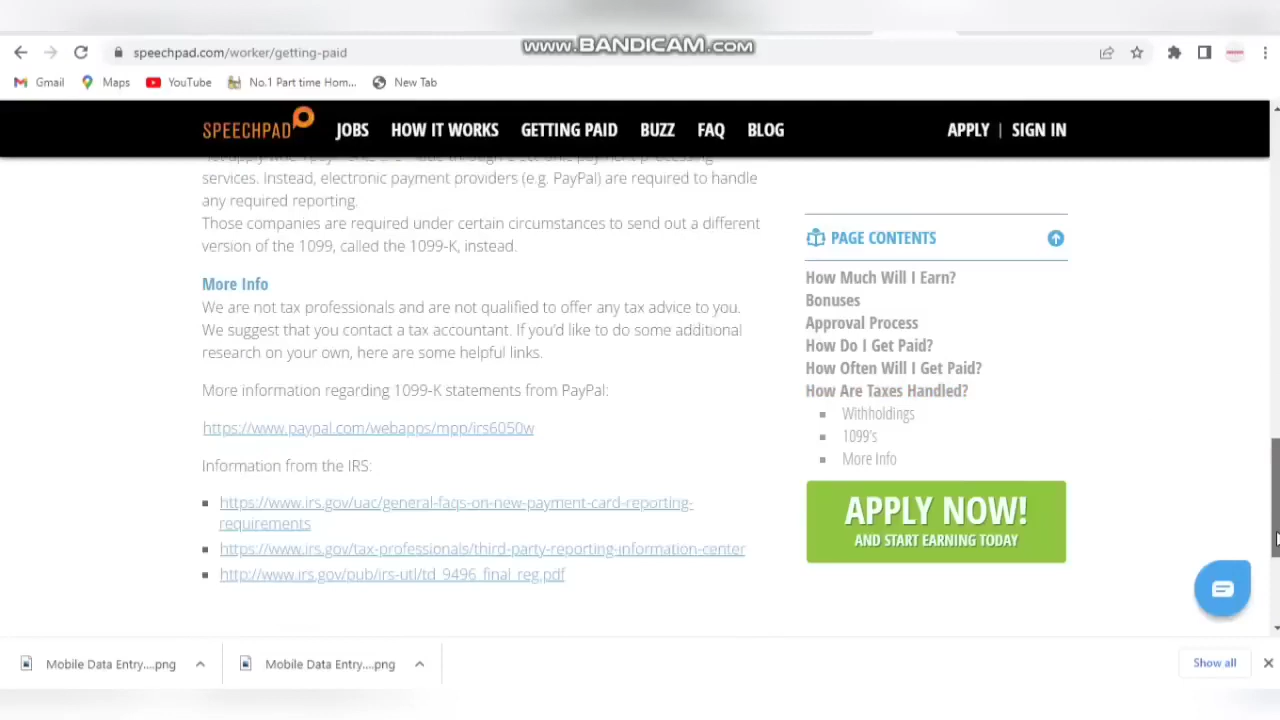 www.BANDICAM.com
speechpad.com/worker/getting-paid
Gmail Maps YouTube No.1 Part time Hom... New Tab
SPEECHPAD JOBS HOW IT WORKS GETTING PAID BUZZ FAQ BLOG APPLY | SIGN IN
services. Instead, electronic payment providers (e.g. PayPal) are required to handle
any required reporting.
Those companies are required under certain circumstances to send out a different
version of the 1099, called the 1099-K, instead.
More Info
We are not tax professionals and are not qualified to offer any tax advice to you.
We suggest that you contact a tax accountant. If you'd like to do some additional
research on your own, here are some helpful links.
More information regarding 1099-K statements from PayPal:
https://www.paypal.com/webapps/mpp/irs6050w
Information from the IRS:
https://www.irs.gov/uac/general-faqs-on-new-payment-card-reporting-
requirements
https://www.irs.gov/tax-professionals/third-party-reporting-information-center
http://www.irs.gov/pub/irs-utl/td_9496_final_reg.pdf
PAGE CONTENTS
How Much Will I Earn?
Bonuses
Approval Process
How Do I Get Paid?
How Often Will I Get Paid?
How Are Taxes Handled?
Withholdings
1099's
More Info
APPLY NOW!
AND START EARNING TODAY
Mobile Data Entry....png Mobile Data Entry....png Show all